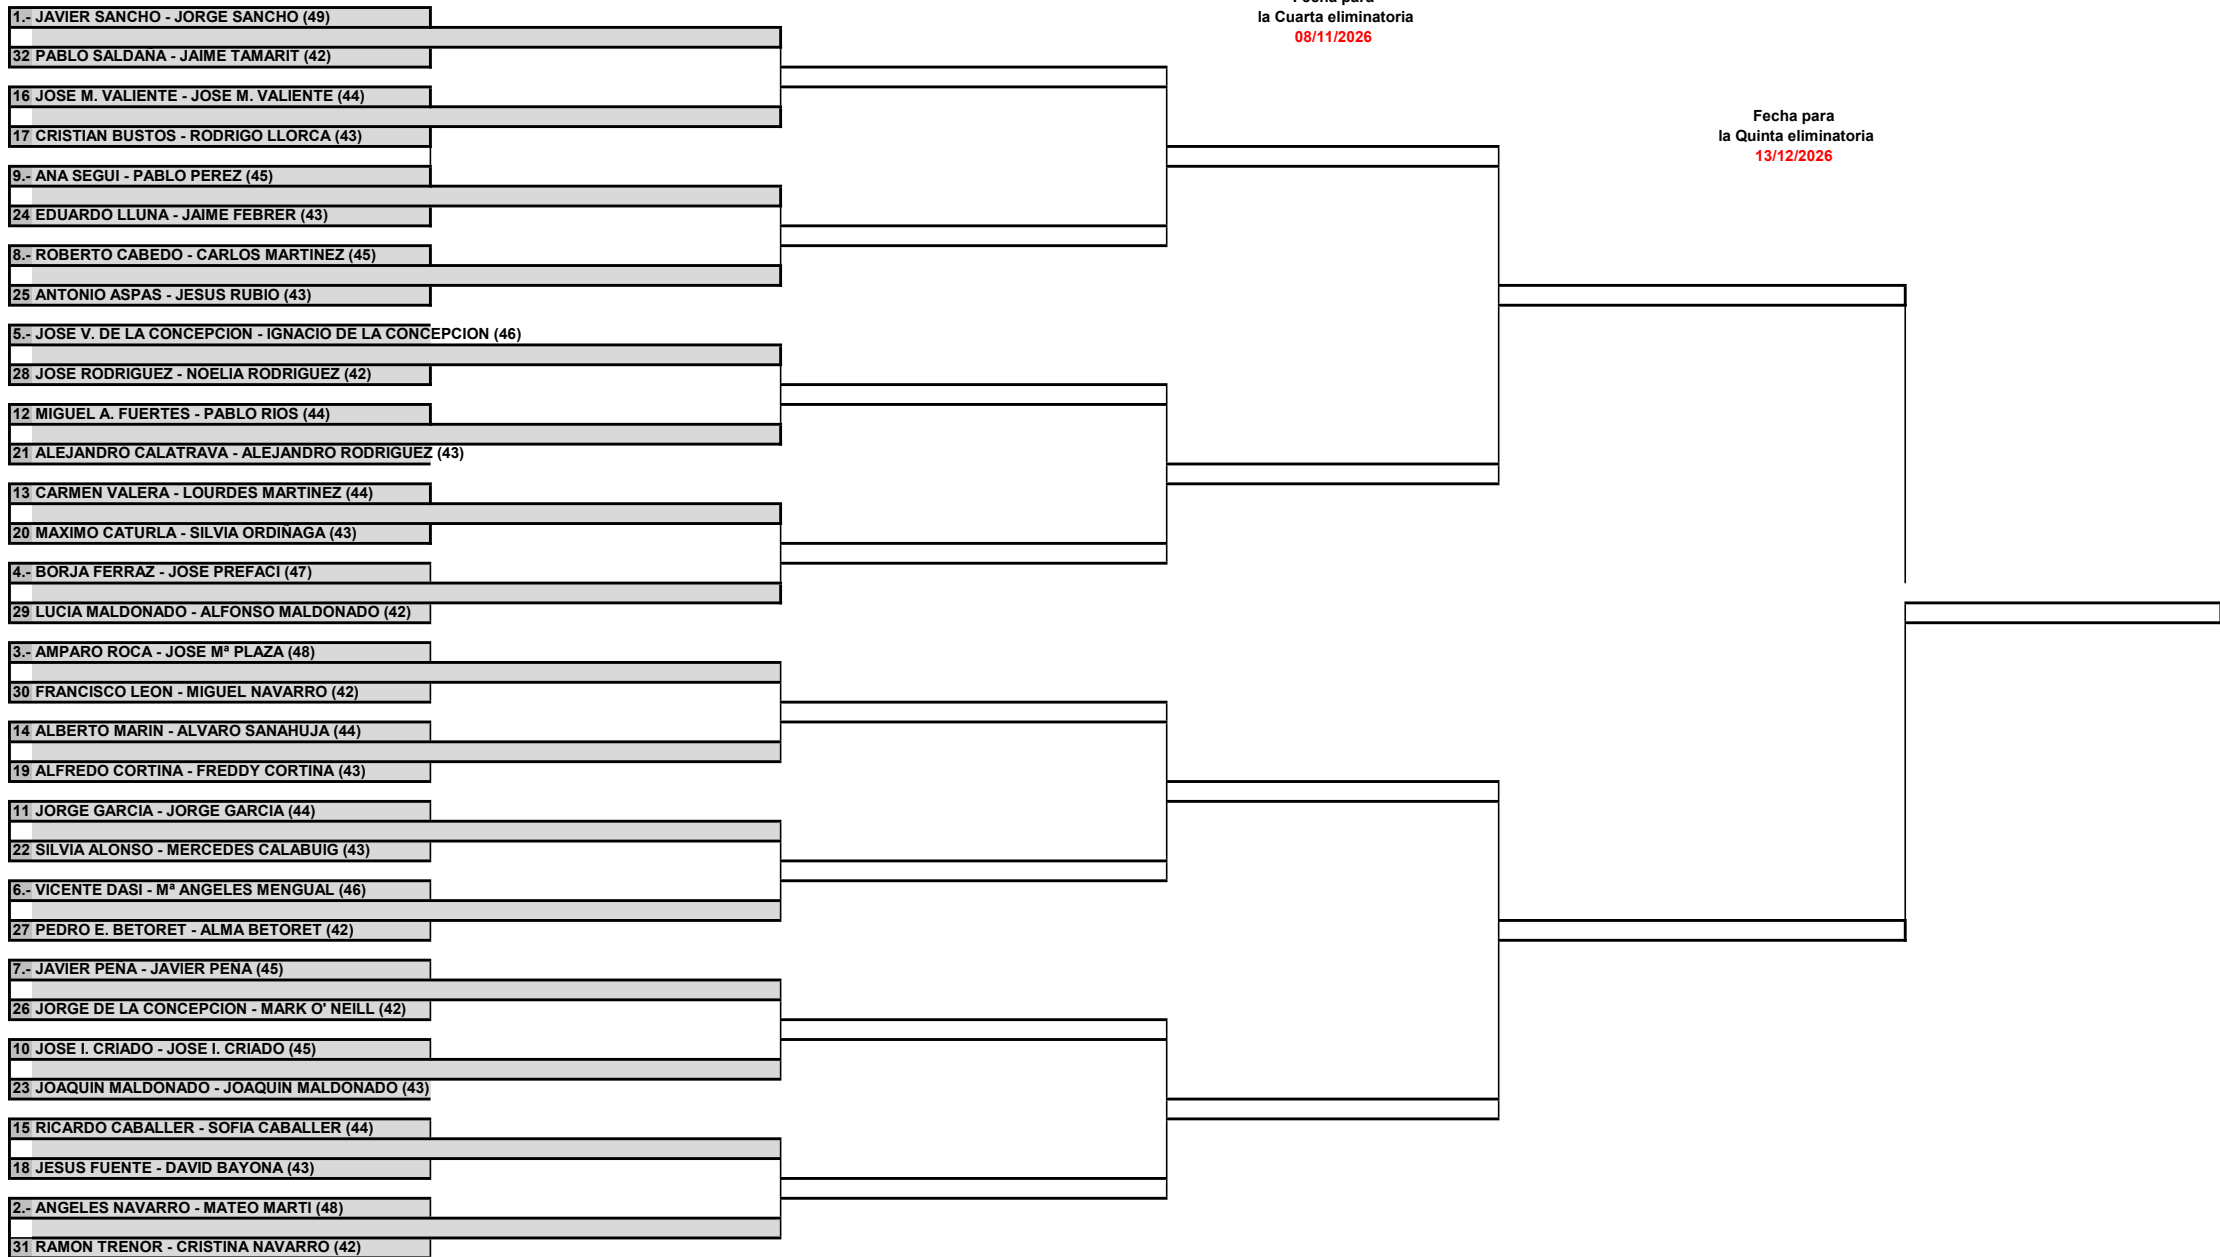 1.- JAVIER SANCHO - JORGE SANCHO (49)
Fecha para
la Cuarta eliminatoria
08/11/2026
32 PABLO SALDANA - JAIME TAMARIT (42)
16 JOSE M. VALIENTE - JOSE M. VALIENTE (44)
17 CRISTIAN BUSTOS - RODRIGO LLORCA (43)
Fecha para
la Quinta eliminatoria
13/12/2026
9.- ANA SEGUI - PABLO PEREZ (45)
24 EDUARDO LLUNA - JAIME FEBRER (43)
8.- ROBERTO CABEDO - CARLOS MARTINEZ (45)
25 ANTONIO ASPAS - JESUS RUBIO (43)
5.- JOSE V. DE LA CONCEPCION - IGNACIO DE LA CONCEPCION (46)
28 JOSE RODRIGUEZ - NOELIA RODRIGUEZ (42)
12 MIGUEL A. FUERTES - PABLO RIOS (44)
21 ALEJANDRO CALATRAVA - ALEJANDRO RODRIGUEZ (43)
13 CARMEN VALERA - LOURDES MARTINEZ (44)
20 MAXIMO CATURLA - SILVIA ORDIÑAGA (43)
4.- BORJA FERRAZ - JOSE PREFACI (47)
29 LUCIA MALDONADO - ALFONSO MALDONADO (42)
3.- AMPARO ROCA - JOSE Mª PLAZA (48)
30 FRANCISCO LEON - MIGUEL NAVARRO (42)
14 ALBERTO MARIN - ALVARO SANAHUJA (44)
19 ALFREDO CORTINA - FREDDY CORTINA (43)
11 JORGE GARCIA - JORGE GARCIA (44)
22 SILVIA ALONSO - MERCEDES CALABUIG (43)
6.- VICENTE DASI - Mª ANGELES MENGUAL (46)
27 PEDRO E. BETORET - ALMA BETORET (42)
7.- JAVIER PEÑA - JAVIER PEÑA (45)
26 JORGE DE LA CONCEPCION - MARK O' NEILL (42)
10 JOSE I. CRIADO - JOSE I. CRIADO (45)
23 JOAQUIN MALDONADO - JOAQUIN MALDONADO (43)
15 RICARDO CABALLER - SOFIA CABALLER (44)
18 JESUS FUENTE - DAVID BAYONA (43)
2.- ANGELES NAVARRO - MATEO MARTI (48)
31 RAMON TRENOR - CRISTINA NAVARRO (42)